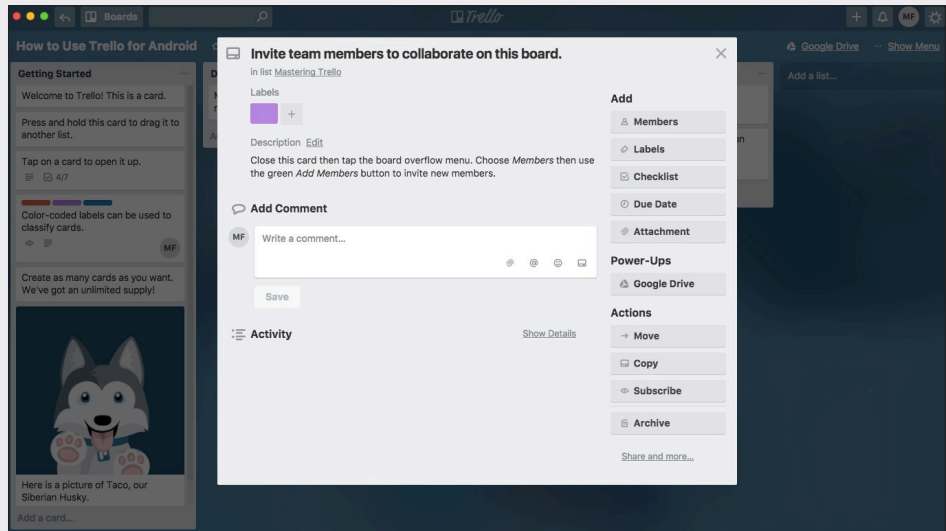 Boards
Trello
MF
How to Use Trello for Android
Google Drive
··· Show Menu
Getting Started
Welcome to Trello! This is a card.
Press and hold this card to drag it to
another list.
Tap on a card to open it up.
4/7
Color-coded labels can be used to
classify cards.
MF
Create as many cards as you want.
We've got an unlimited supply!
Here is a picture of Taco, our
Siberian Husky.
Add a card...
Invite team members to collaborate on this board.
in list Mastering Trello
Labels
Description Edit
Close this card then tap the board overflow menu. Choose Members then use
the green Add Members button to invite new members.
Add Comment
MF
Write a comment...
Save
Activity
Show Details
Add
Members
Labels
Checklist
Due Date
Attachment
Power-Ups
Google Drive
Actions
Move
Copy
Subscribe
Archive
Share and more...
Add a list...